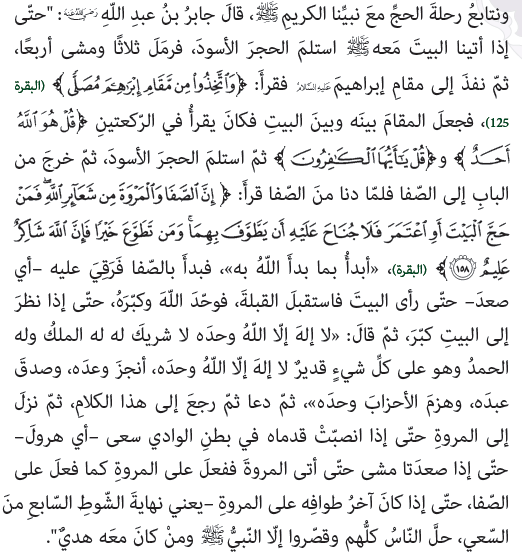 ونتابعُ رحلةَ الحجِّ معَ نبيِّنا الكريمِ ﷺ، قالَ جابرُ بنُ عبدِ اللّهِ رَضِيَ اللَّهُ عَنْهُ: "حتّى
إذا أتينا البيتَ مَعه ﷺ استلمَ الحجرَ الأسودَ، فرملَ ثلاثًا ومشى أربعًا،
ثمّ نفذَ إلى مقامِ إبراهيمَ عَلَيْهِ السَّلَام فقرأَ: ﴿وَٱتَّخِذُواْ مِن مَّقَامِ إِبۡرَٰهِـۧمَ مُصَلّٗى﴾ (البقرة
125)، فجعلَ المقامَ بينَه وبينَ البيتِ فكانَ يقرأُ في الرّكعتينِ ﴿قُلۡ هُوَ ٱللَّهُ
أَحَدٌ﴾ و﴿قُلۡ يَٰٓأَيُّهَا ٱلۡكَٰفِرُونَ﴾ ثمّ استلمَ الحجرَ الأسودَ، ثمّ خرجَ من
البابِ إلى الصّفا فلمّا دنا منَ الصّفا قرأَ: ﴿إِنَّ ٱلصَّفَا وَٱلۡمَرۡوَةَ مِن شَعَآئِرِ ٱللَّهِۖ فَمَنۡ
حَجَّ ٱلۡبَيۡتَ أَوِ ٱعۡتَمَرَ فَلَا جُنَاحَ عَلَيۡهِ أَن يَطَّوَّفَ بِهِمَاۚ وَمَن تَطَوَّعَ خَيۡرٗا فَإِنَّ ٱللَّهَ شَاكِرٌ
عَلِيمٌ ١٥٨﴾ (البقرة)، «أبدأُ بما بدأَ اللّهُ به»، فبدأَ بالصّفا فَرَقِيَ عليه –أي
صعدَ– حتّى رأى البيتَ فاستقبلَ القبلةَ، فوحّدَ اللّهَ وكبّرَهُ، حتّى إذا نظرَ
إلى البيتِ كبّرَ، ثمّ قالَ: «لا إلهَ إلّا اللّهُ وحدَه لا شريكَ له له الملكُ وله
الحمدُ وهو على كلِّ شيءٍ قديرٌ لا إلهَ إلّا اللّهُ وحدَه، أنجزَ وعدَه، وصدقَ
عبدَه، وهزمَ الأحزابَ وحدَه»، ثمّ دعا ثمّ رجعَ إلى هذا الكلامِ، ثمّ نزلَ
إلى المروةِ حتّى إذا انصبّتْ قدماه في بطنِ الوادي سعى –أي هرولَ–
حتّى إذا صعدَتا مشى حتّى أتى المروةَ ففعلَ على المروةِ كما فعلَ على
الصّفا، حتّى إذا كانَ آخرُ طوافِه على المروةِ –يعني نهايةَ الشّوطِ السّابعِ منَ
السّعي، حلَّ النّاسُ كلُّهم وقصّروا إلّا النّبيُّ ﷺ ومنْ كانَ معَه هديٌ".